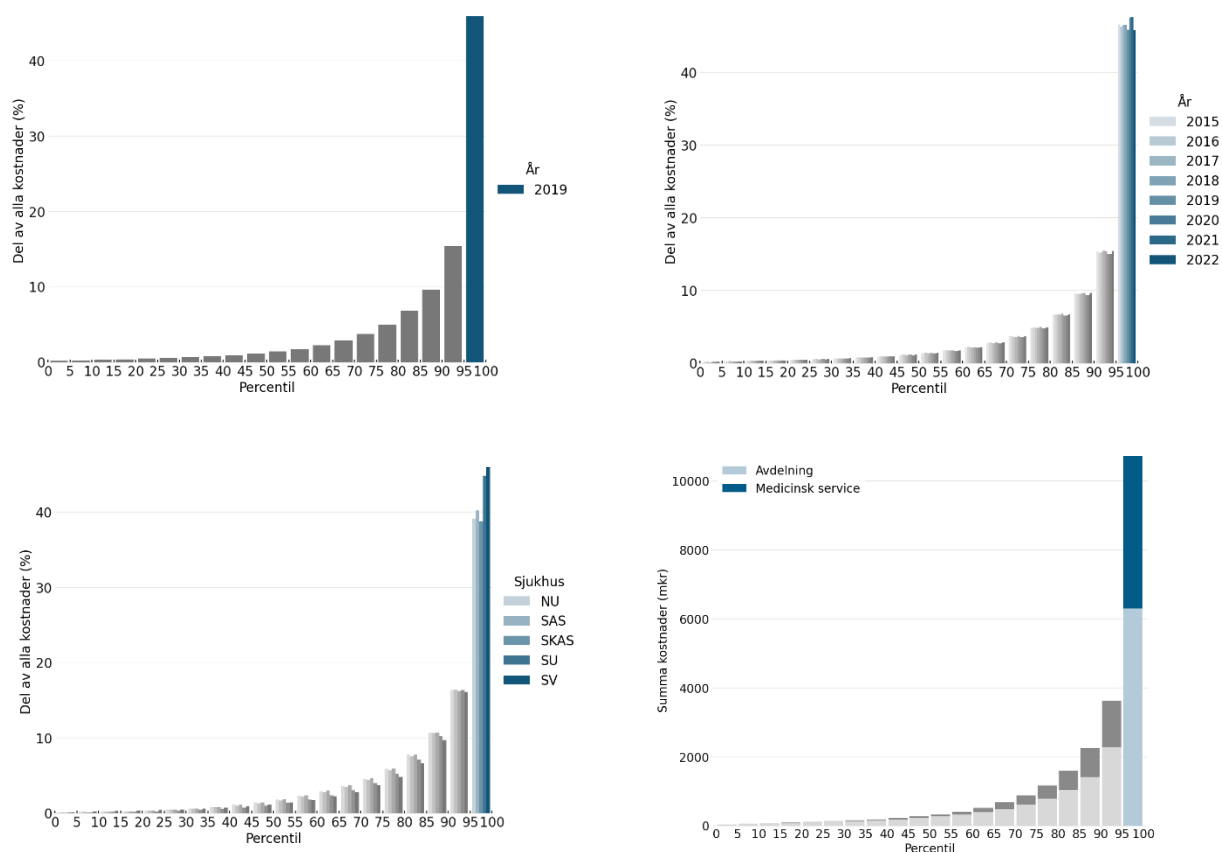 Del av alla kostnader (%)
40
30
20
10
0
0 5 10 15 20 25 30 35 40 45 50 55 60 65 70 75 80 85 90 95 100
Percentil
År
2019
Del av alla kostnader (%)
40
30
20
10
0
0 5 10 15 20 25 30 35 40 45 50 55 60 65 70 75 80 85 90 95 100
Percentil
År
2015
2016
2017
2018
2019
2020
2021
2022
Del av alla kostnader (%)
40
30
20
10
0
0 5 10 15 20 25 30 35 40 45 50 55 60 65 70 75 80 85 90 95 100
Percentil
Sjukhus
NU
SAS
SKAS
SU
SV
Summa kostnader (mkr)
10000
8000
6000
4000
2000
0
0 5 10 15 20 25 30 35 40 45 50 55 60 65 70 75 80 85 90 95 100
Percentil
Avdelning
Medicinsk service